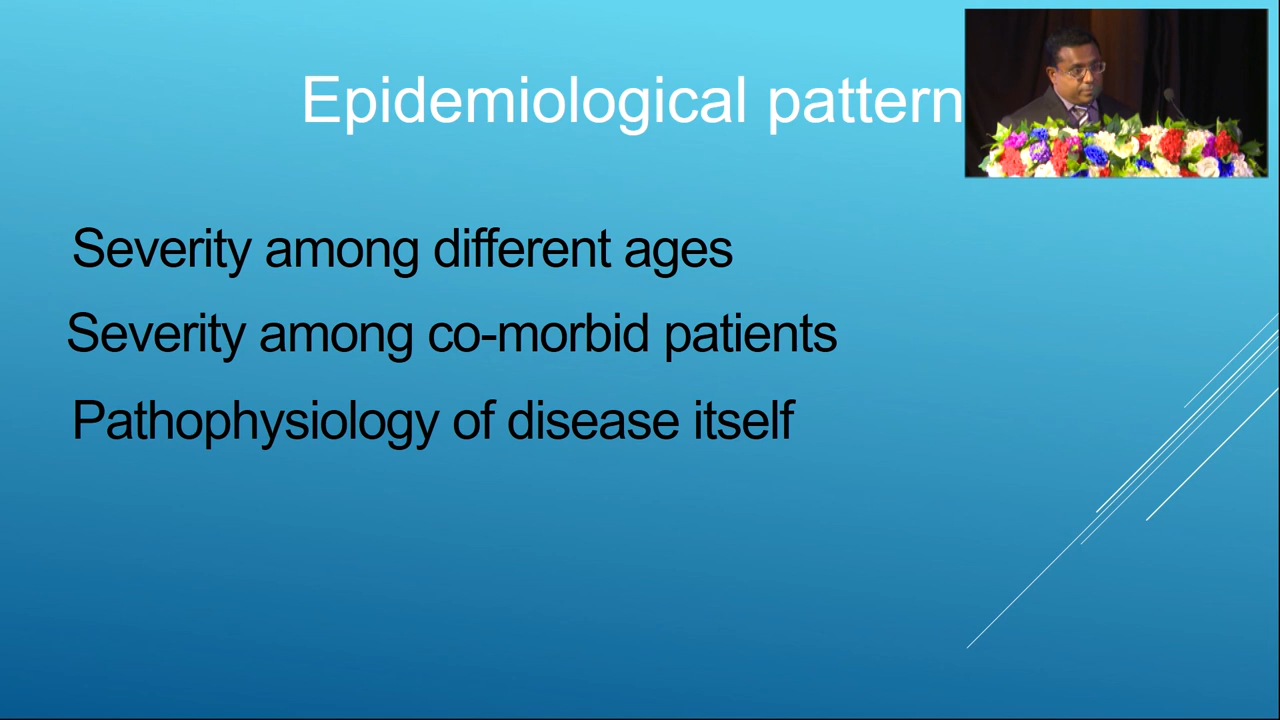 Epidemiological pattern
Severity among different ages
Severity among co-morbid patients
Pathophysiology of disease itself